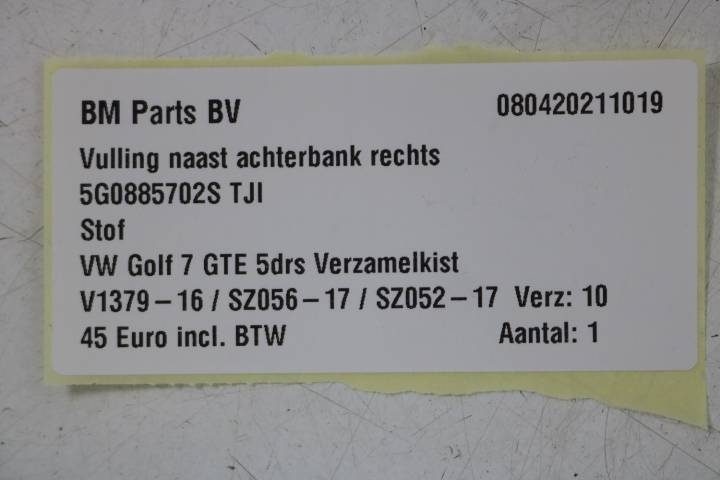 BM Parts BV 080420211019
Vulling naast achterbank rechts
5G0885702S TJI
Stof
VW Golf 7 GTE 5drs Verzamelkist
V1379-16 / SZ056-17 / SZ052-17 Verz: 10
45 Euro incl. BTW Aantal: 1